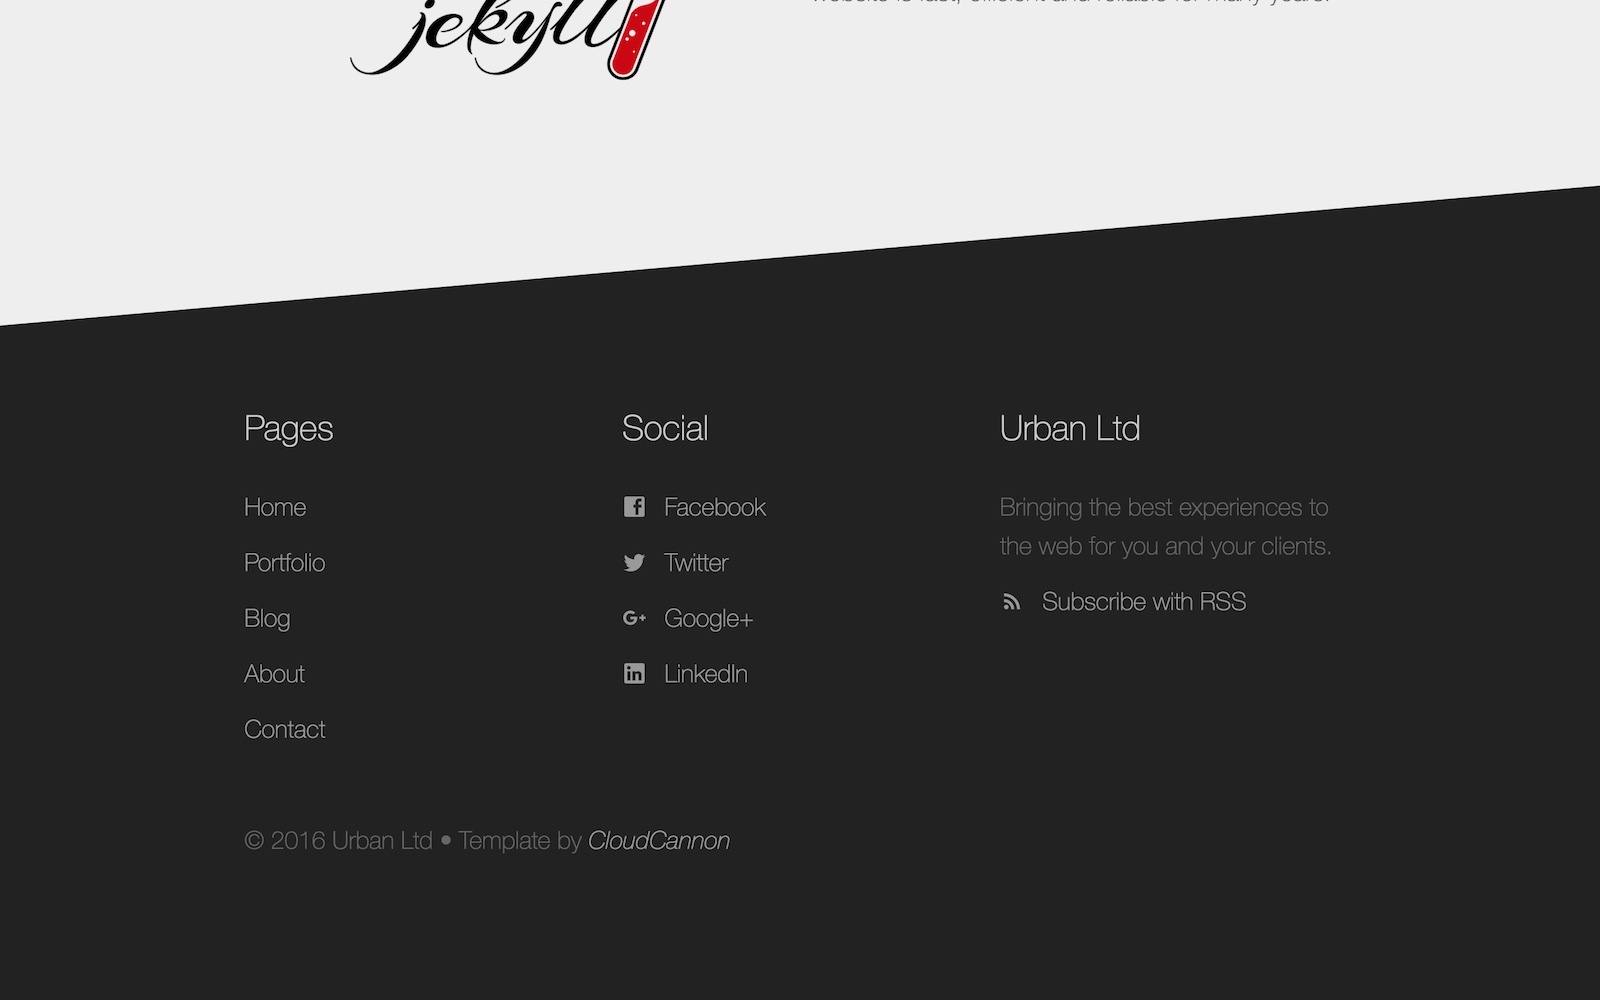 jekyll
website is fast, efficient and reliable for many years.
Pages
Home
Portfolio
Blog
About
Contact
Social
Facebook
Twitter
Google+
LinkedIn
Urban Ltd
Bringing the best experiences to
the web for you and your clients.
Subscribe with RSS
© 2016 Urban Ltd • Template by CloudCannon